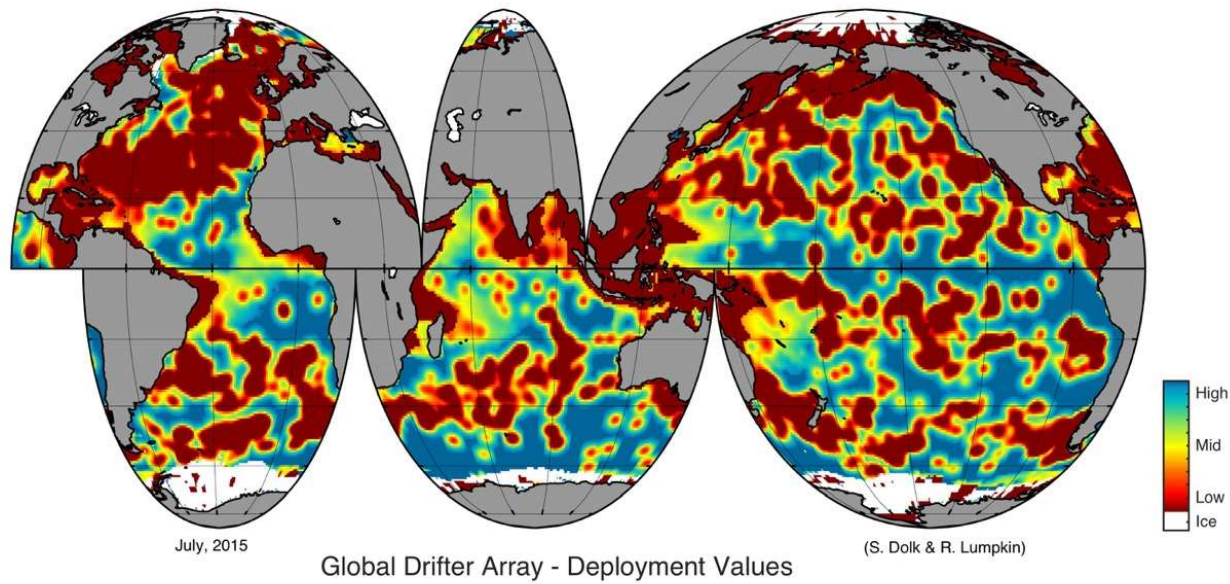 High
Mid
Low
Ice
July, 2015
(S. Dolk & R. Lumpkin)
Global Drifter Array - Deployment Values